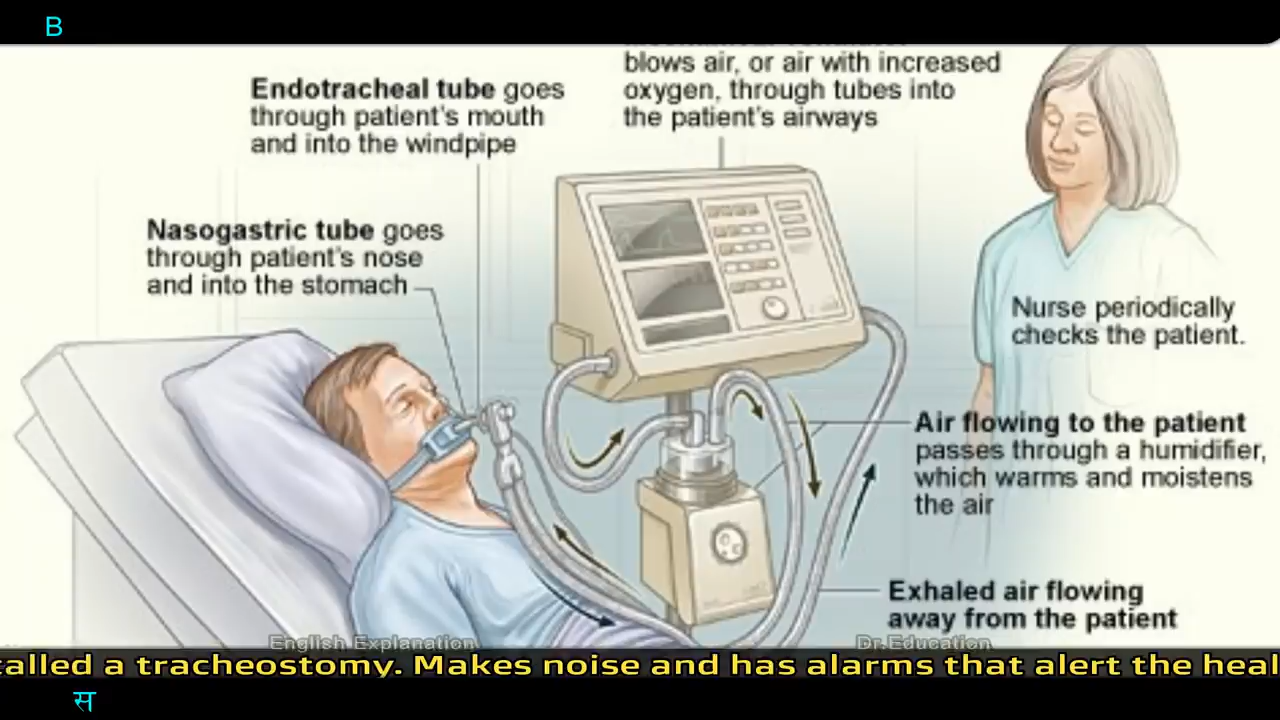 B
blows air, or air with increased
oxygen, through tubes into
the patient's airways
Endotracheal tube goes
through patient's mouth
and into the windpipe
Nasogastric tube goes
through patient's nose
and into the stomach
Nurse periodically
checks the patient.
Air flowing to the patient
passes through a humidifier,
which warms and moistens
the air
Exhaled air flowing
away from the patient
English Explanation
Dr.Education
called a tracheostomy. Makes noise and has alarms that alert the heal
स